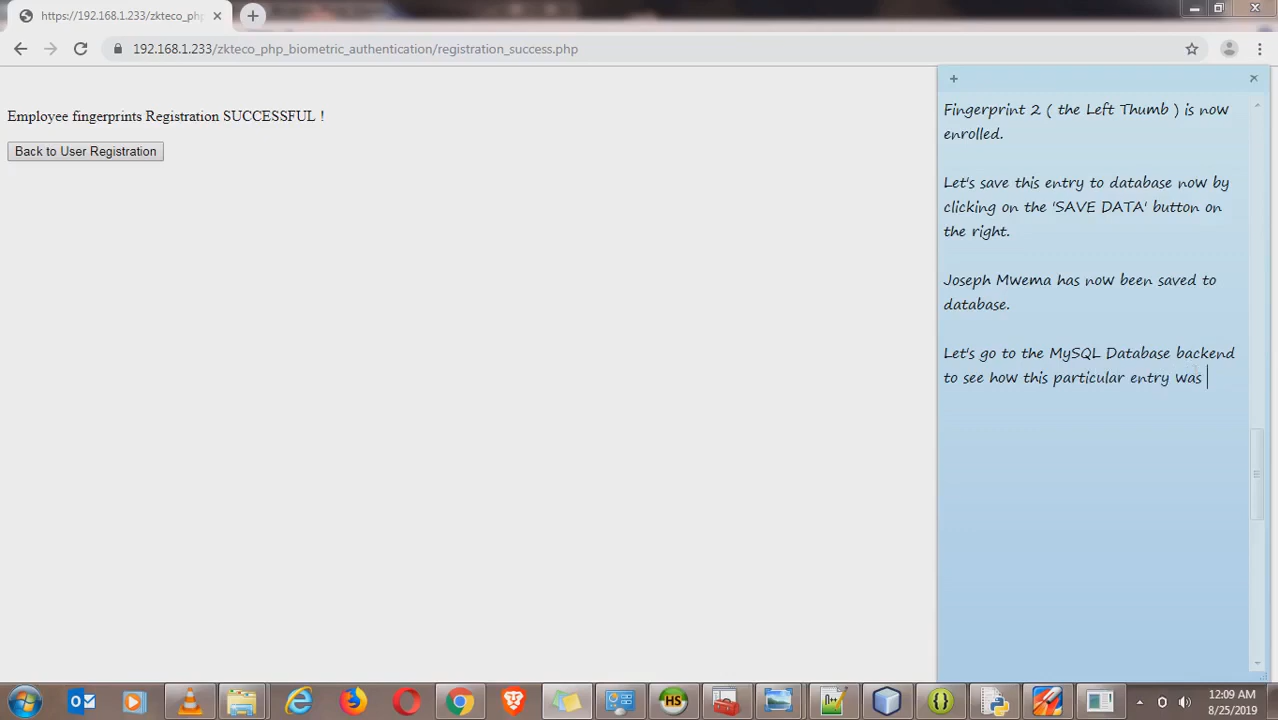 https://192.168.1.233/zkteco_ph
192.168.1.233/zkteco_php_biometric_authentication/registration_success.php
Employee fingerprints Registration SUCCESSFUL !
Back to User Registration
Fingerprint 2 ( the Left Thumb ) is now
enrolled.
Let's save this entry to database now by
clicking on the 'SAVE DATA' button on
the right.
Joseph Mwema has now been saved to
database.
Let's go to the MySQL Database backend
to see how this particular entry was
HS
12:09 AM
8/25/2019